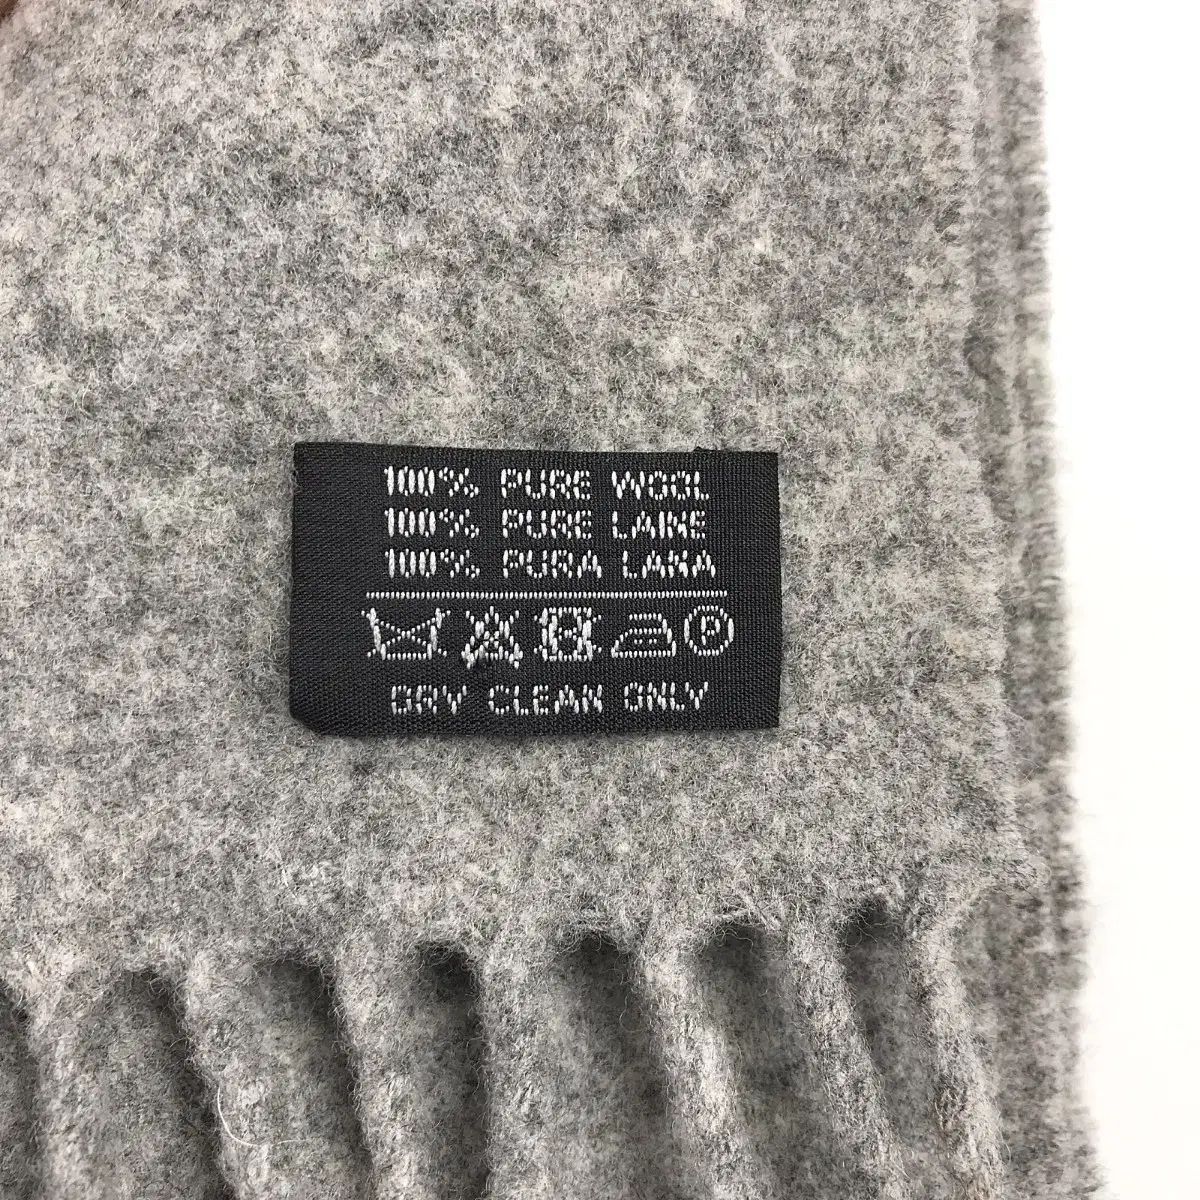 100% PURE WOOL
100% PURE LAINE
100% PURA LANA
P
DRY CLEAN ONLY